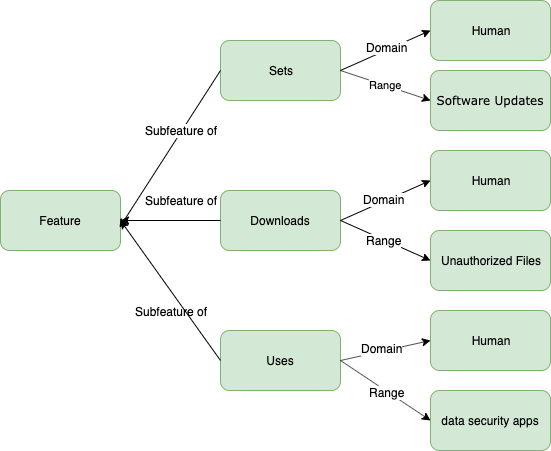 Human
Domain
Sets
Range
Software Updates
Subfeature of
Human
Domain
Subfeature of
Feature
Downloads
Range
Unauthorized Files
Subfeature of
Human
Domain
Uses
Range
data security apps